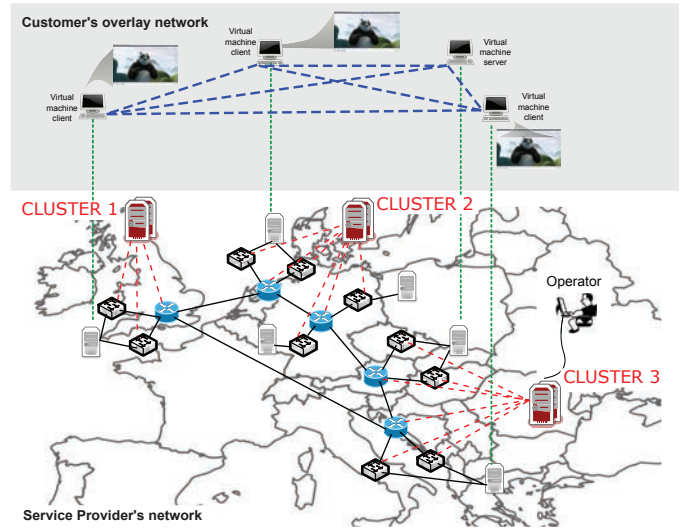 Customer's overlay network
Virtual
machine
client
Virtual
machine
server
Virtual
machine
client
Virtual
machine
client
CLUSTER 1
CLUSTER 2
Operator
CLUSTER 3
Service Provider's network